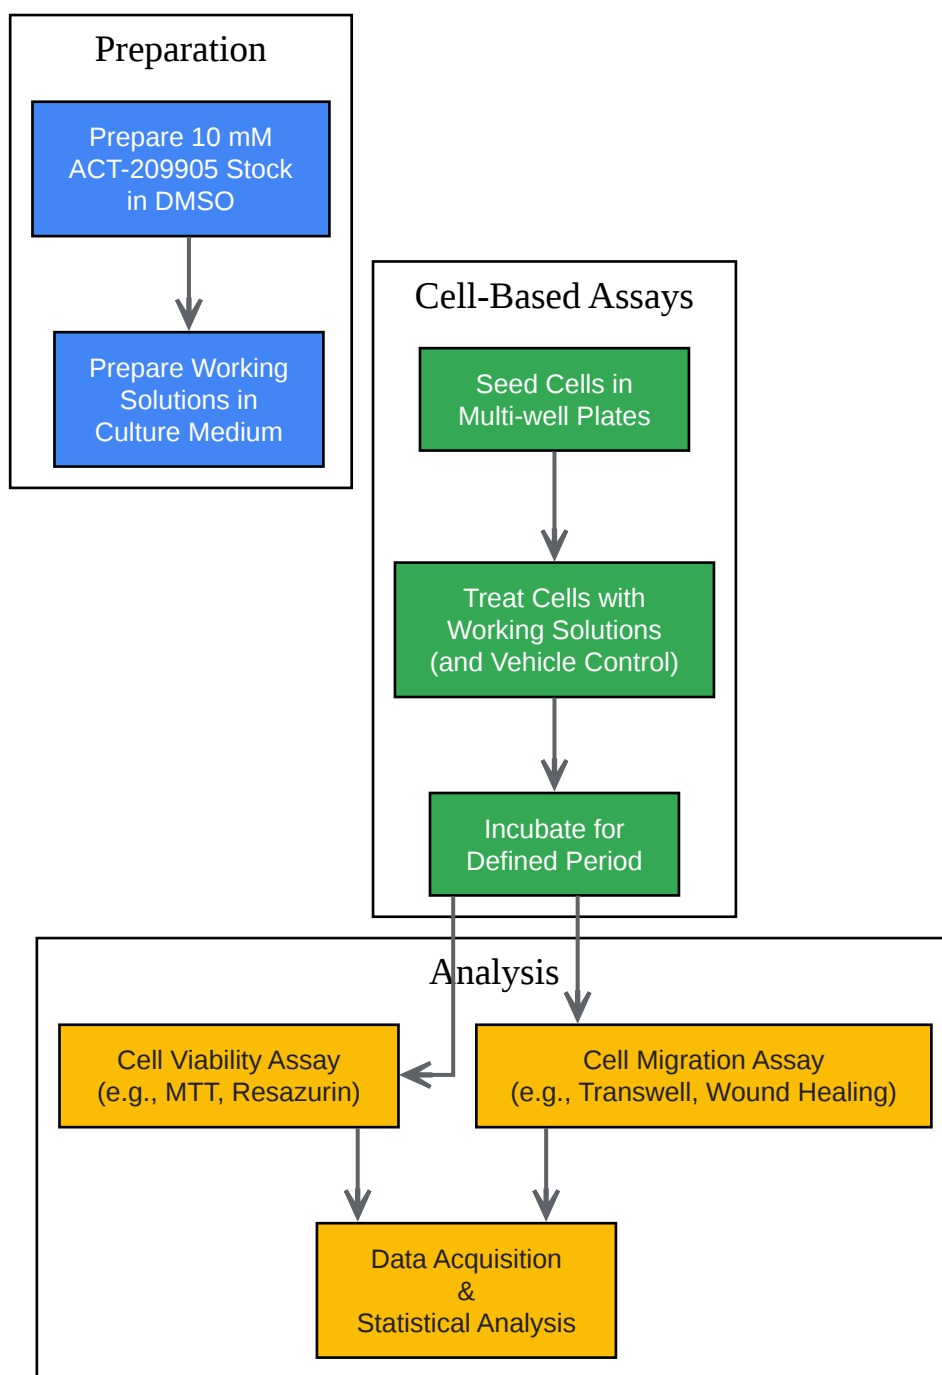 Preparation
Prepare 10 mM
ACT-209905 Stock
in DMSO
Prepare Working
Solutions in
Culture Medium
Cell-Based Assays
Seed Cells in
Multi-well Plates
Treat Cells with
Working Solutions
(and Vehicle Control)
Incubate for
Defined Period
Analysis
Cell Viability Assay
(e.g., MTT, Resazurin)
Cell Migration Assay
(e.g., Transwell, Wound Healing)
Data Acquisition
&
Statistical Analysis